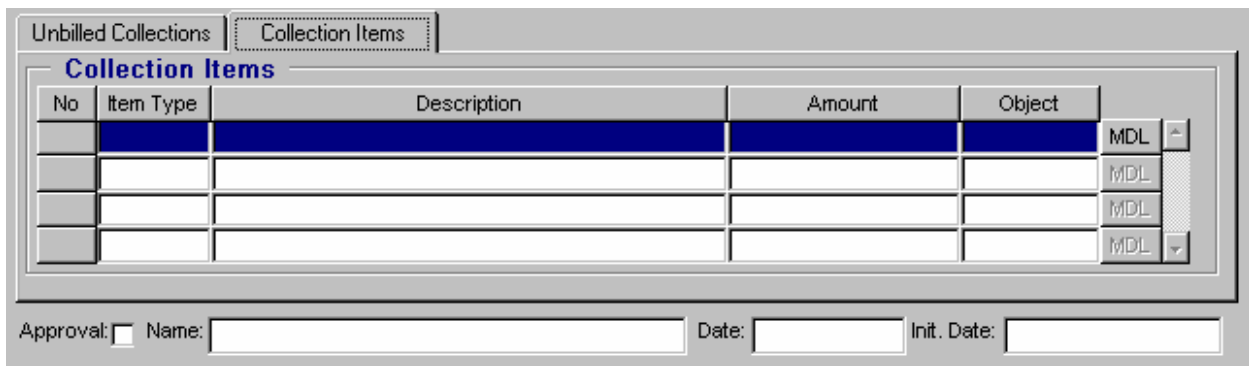 Unbilled Collections Collection Items
Collection Items
No Item Type Description Amount Object
MDL
MDL
MDL
MDL
Approval: Name: Date: Init. Date: